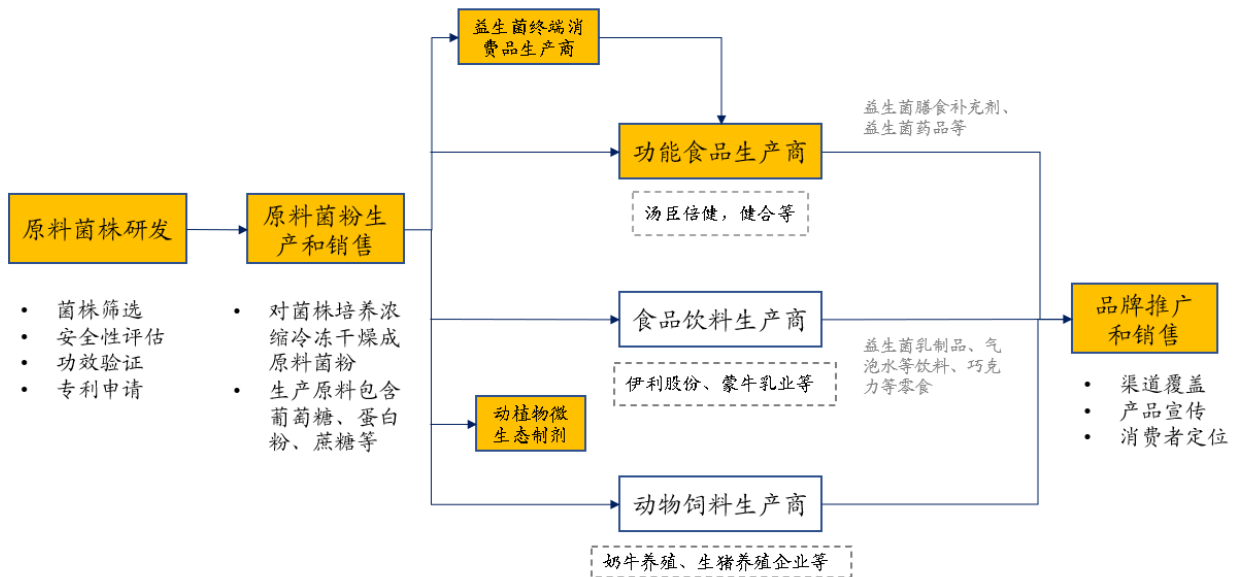 益生菌终端消
费品生产商
益生菌膳食补充剂、
益生菌药品等
功能食品生产商
汤臣倍健，健合等
原料菌株研发
原料菌粉生
产和销售
• 菌株筛选
• 安全性评估
• 功效验证
• 专利申请
• 对菌株培养浓
缩冷冻干燥成
原料菌粉
• 生产原料包含
葡萄糖、蛋白
粉、蔗糖等
食品饮料生产商
伊利股份、蒙牛乳业等
益生菌乳制品、气
泡水等饮料、巧克
力等零食
品牌推广
和销售
• 渠道覆盖
• 产品宣传
• 消费者定位
动植物微
生态制剂
动物饲料生产商
奶牛养殖、生猪养殖企业等